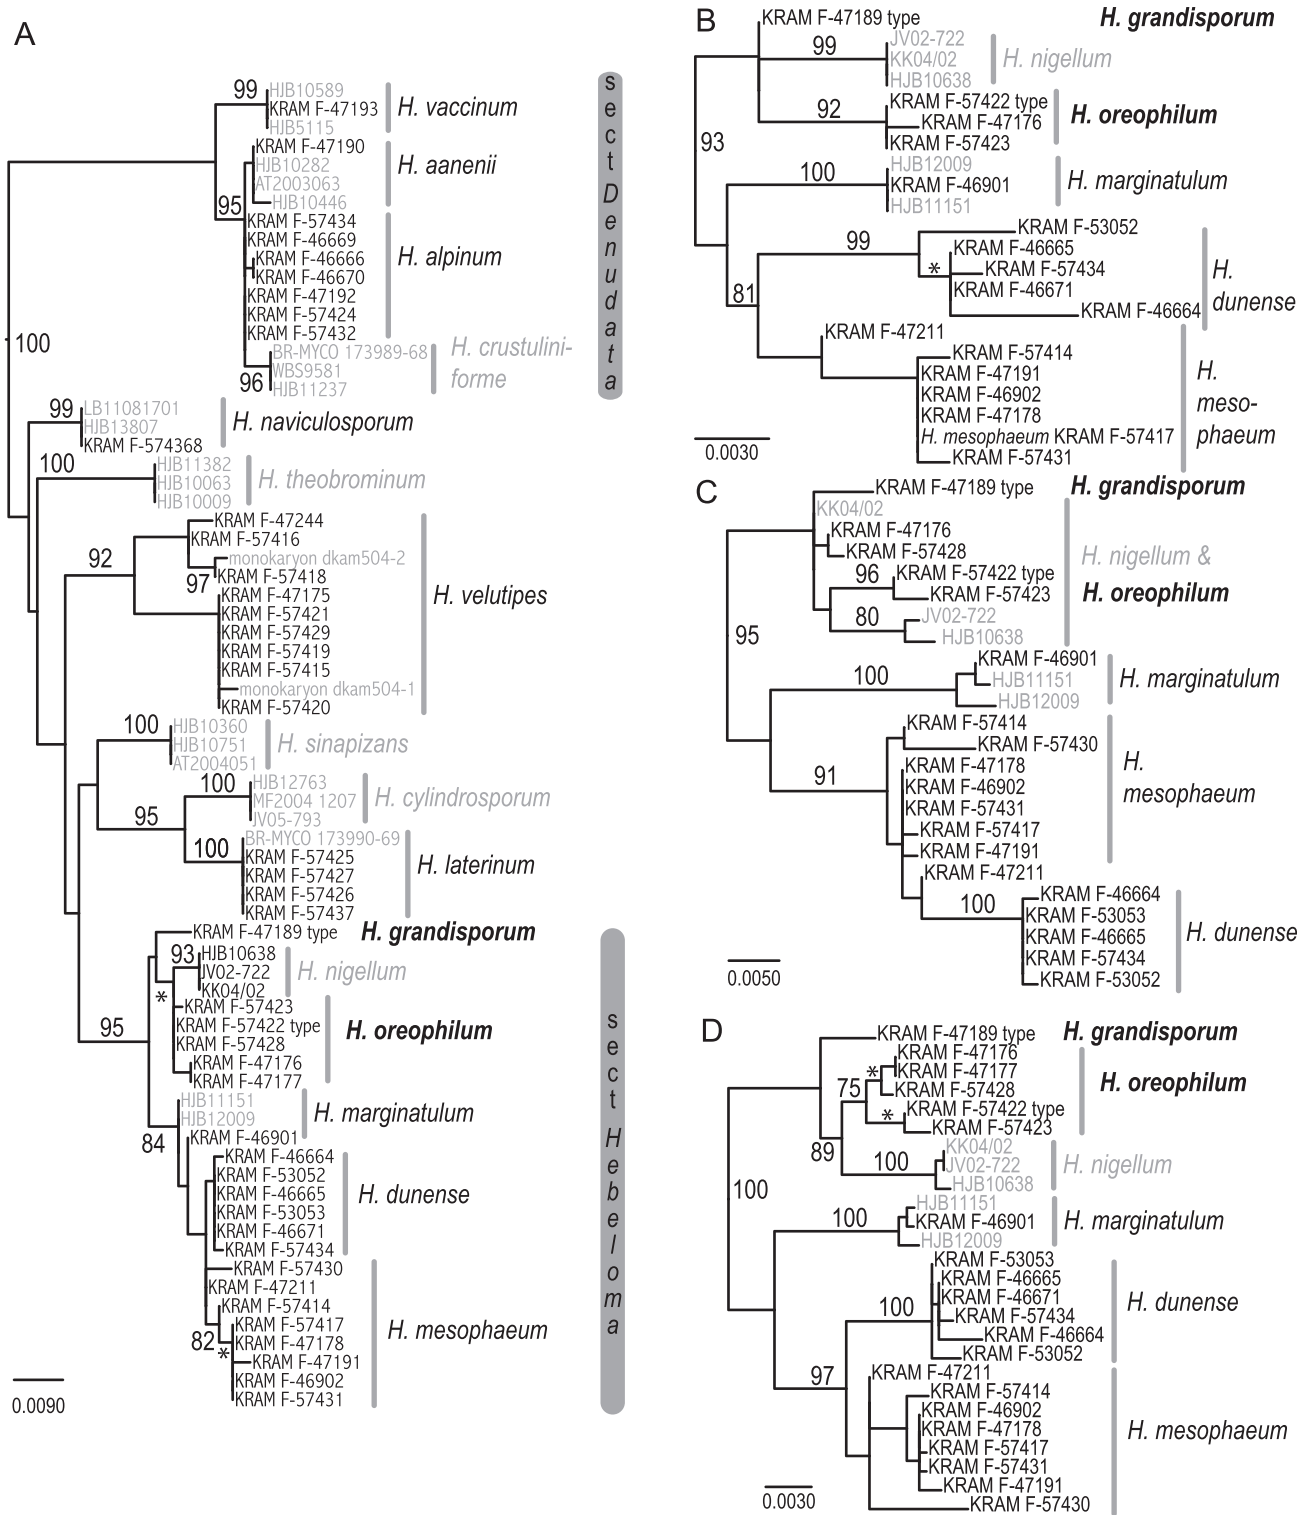 A
99
HJB10589
KRAM F-47193
HJB5115
H. vaccinum
KRAM F-47190
HJB10282
AT2003063
HJB10446
H. aanenii
95
KRAM F-57434
KRAM F-46669
KRAM F-46666
KRAM F-46670
KRAM F-47192
KRAM F-57424
KRAM F-57432
H. alpinum
BR-MYCO 173989-68
WBS9581
HJB11237
96
H. crustulini-
forme
sect Denudata
100
99
LB11081701
HJB13807
KRAM F-574368
H. naviculosporum
100
HJB11382
HJB10063
HJB10009
H. theobrominum
92
KRAM F-47244
KRAM F-57416
monokaryon dkam504-2
97
KRAM F-57418
KRAM F-47175
KRAM F-57421
KRAM F-57429
KRAM F-57419
KRAM F-57415
monokaryon dkam504-1
KRAM F-57420
H. velutipes
100
HJB10360
HJB10751
AT2004051
H. sinapizans
100
HJB12763
MF2004 1207
JV05-793
H. cylindrosporum
95
BR-MYCO 173990-69
100
KRAM F-57425
KRAM F-57427
KRAM F-57426
KRAM F-57437
H. laterinum
KRAM F-47189 type
H. grandisporum
93
HJB10638
JV02-722
KK04/02
H. nigellum
*
KRAM F-57423
KRAM F-57422 type
KRAM F-57428
KRAM F-47176
KRAM F-47177
H. oreophilum
95
HJB11151
HJB12009
KRAM F-46901
H. marginatulum
84
KRAM F-46664
KRAM F-53052
KRAM F-46665
KRAM F-53053
KRAM F-46671
KRAM F-57434
H. dunense
KRAM F-57430
KRAM F-47211
KRAM F-57414
KRAM F-57417
82
KRAM F-47178
*
KRAM F-47191
KRAM F-46902
KRAM F-57431
H. mesophaeum
sect Hebeloma
0.0090
B
KRAM F-47189 type
H. grandisporum
99
JV02-722
KK04/02
HJB10638
H. nigellum
92
KRAM F-57422 type
KRAM F-47176
KRAM F-57423
H. oreophilum
93
100
HJB12009
KRAM F-46901
HJB11151
H. marginatulum
99
KRAM F-53052
KRAM F-46665
*
KRAM F-57434
KRAM F-46671
KRAM F-46664
H.
dunense
81
KRAM F-47211
KRAM F-57414
KRAM F-47191
KRAM F-46902
KRAM F-47178
H. mesophaeum KRAM F-57417
KRAM F-57431
H.
meso-
phaeum
0.0030
C
KRAM F-47189 type
H. grandisporum
KK04/02
KRAM F-47176
KRAM F-57428
96
KRAM F-57422 type
KRAM F-57423
80
JV02-722
HJB10638
H. nigellum &
H. oreophilum
95
100
KRAM F-46901
HJB11151
HJB12009
H. marginatulum
91
KRAM F-57414
KRAM F-57430
KRAM F-47178
KRAM F-46902
KRAM F-57431
KRAM F-57417
KRAM F-47191
KRAM F-47211
H.
mesophaeum
100
KRAM F-46664
KRAM F-53053
KRAM F-46665
KRAM F-57434
KRAM F-53052
H. dunense
0.0050
D
KRAM F-47189 type
H. grandisporum
KRAM F-47176
*
KRAM F-47177
75
KRAM F-57428
*
KRAM F-57422 type
KRAM F-57423
H. oreophilum
89
100
KK04/02
JV02-722
HJB10638
H. nigellum
100
100
HJB11151
KRAM F-46901
HJB12009
H. marginatulum
100
KRAM F-53053
KRAM F-46665
KRAM F-46671
KRAM F-57434
KRAM F-46664
KRAM F-53052
H. dunense
97
KRAM F-47211
KRAM F-57414
KRAM F-46902
KRAM F-47178
KRAM F-57417
KRAM F-57431
KRAM F-47191
KRAM F-57430
H. mesophaeum
0.0030